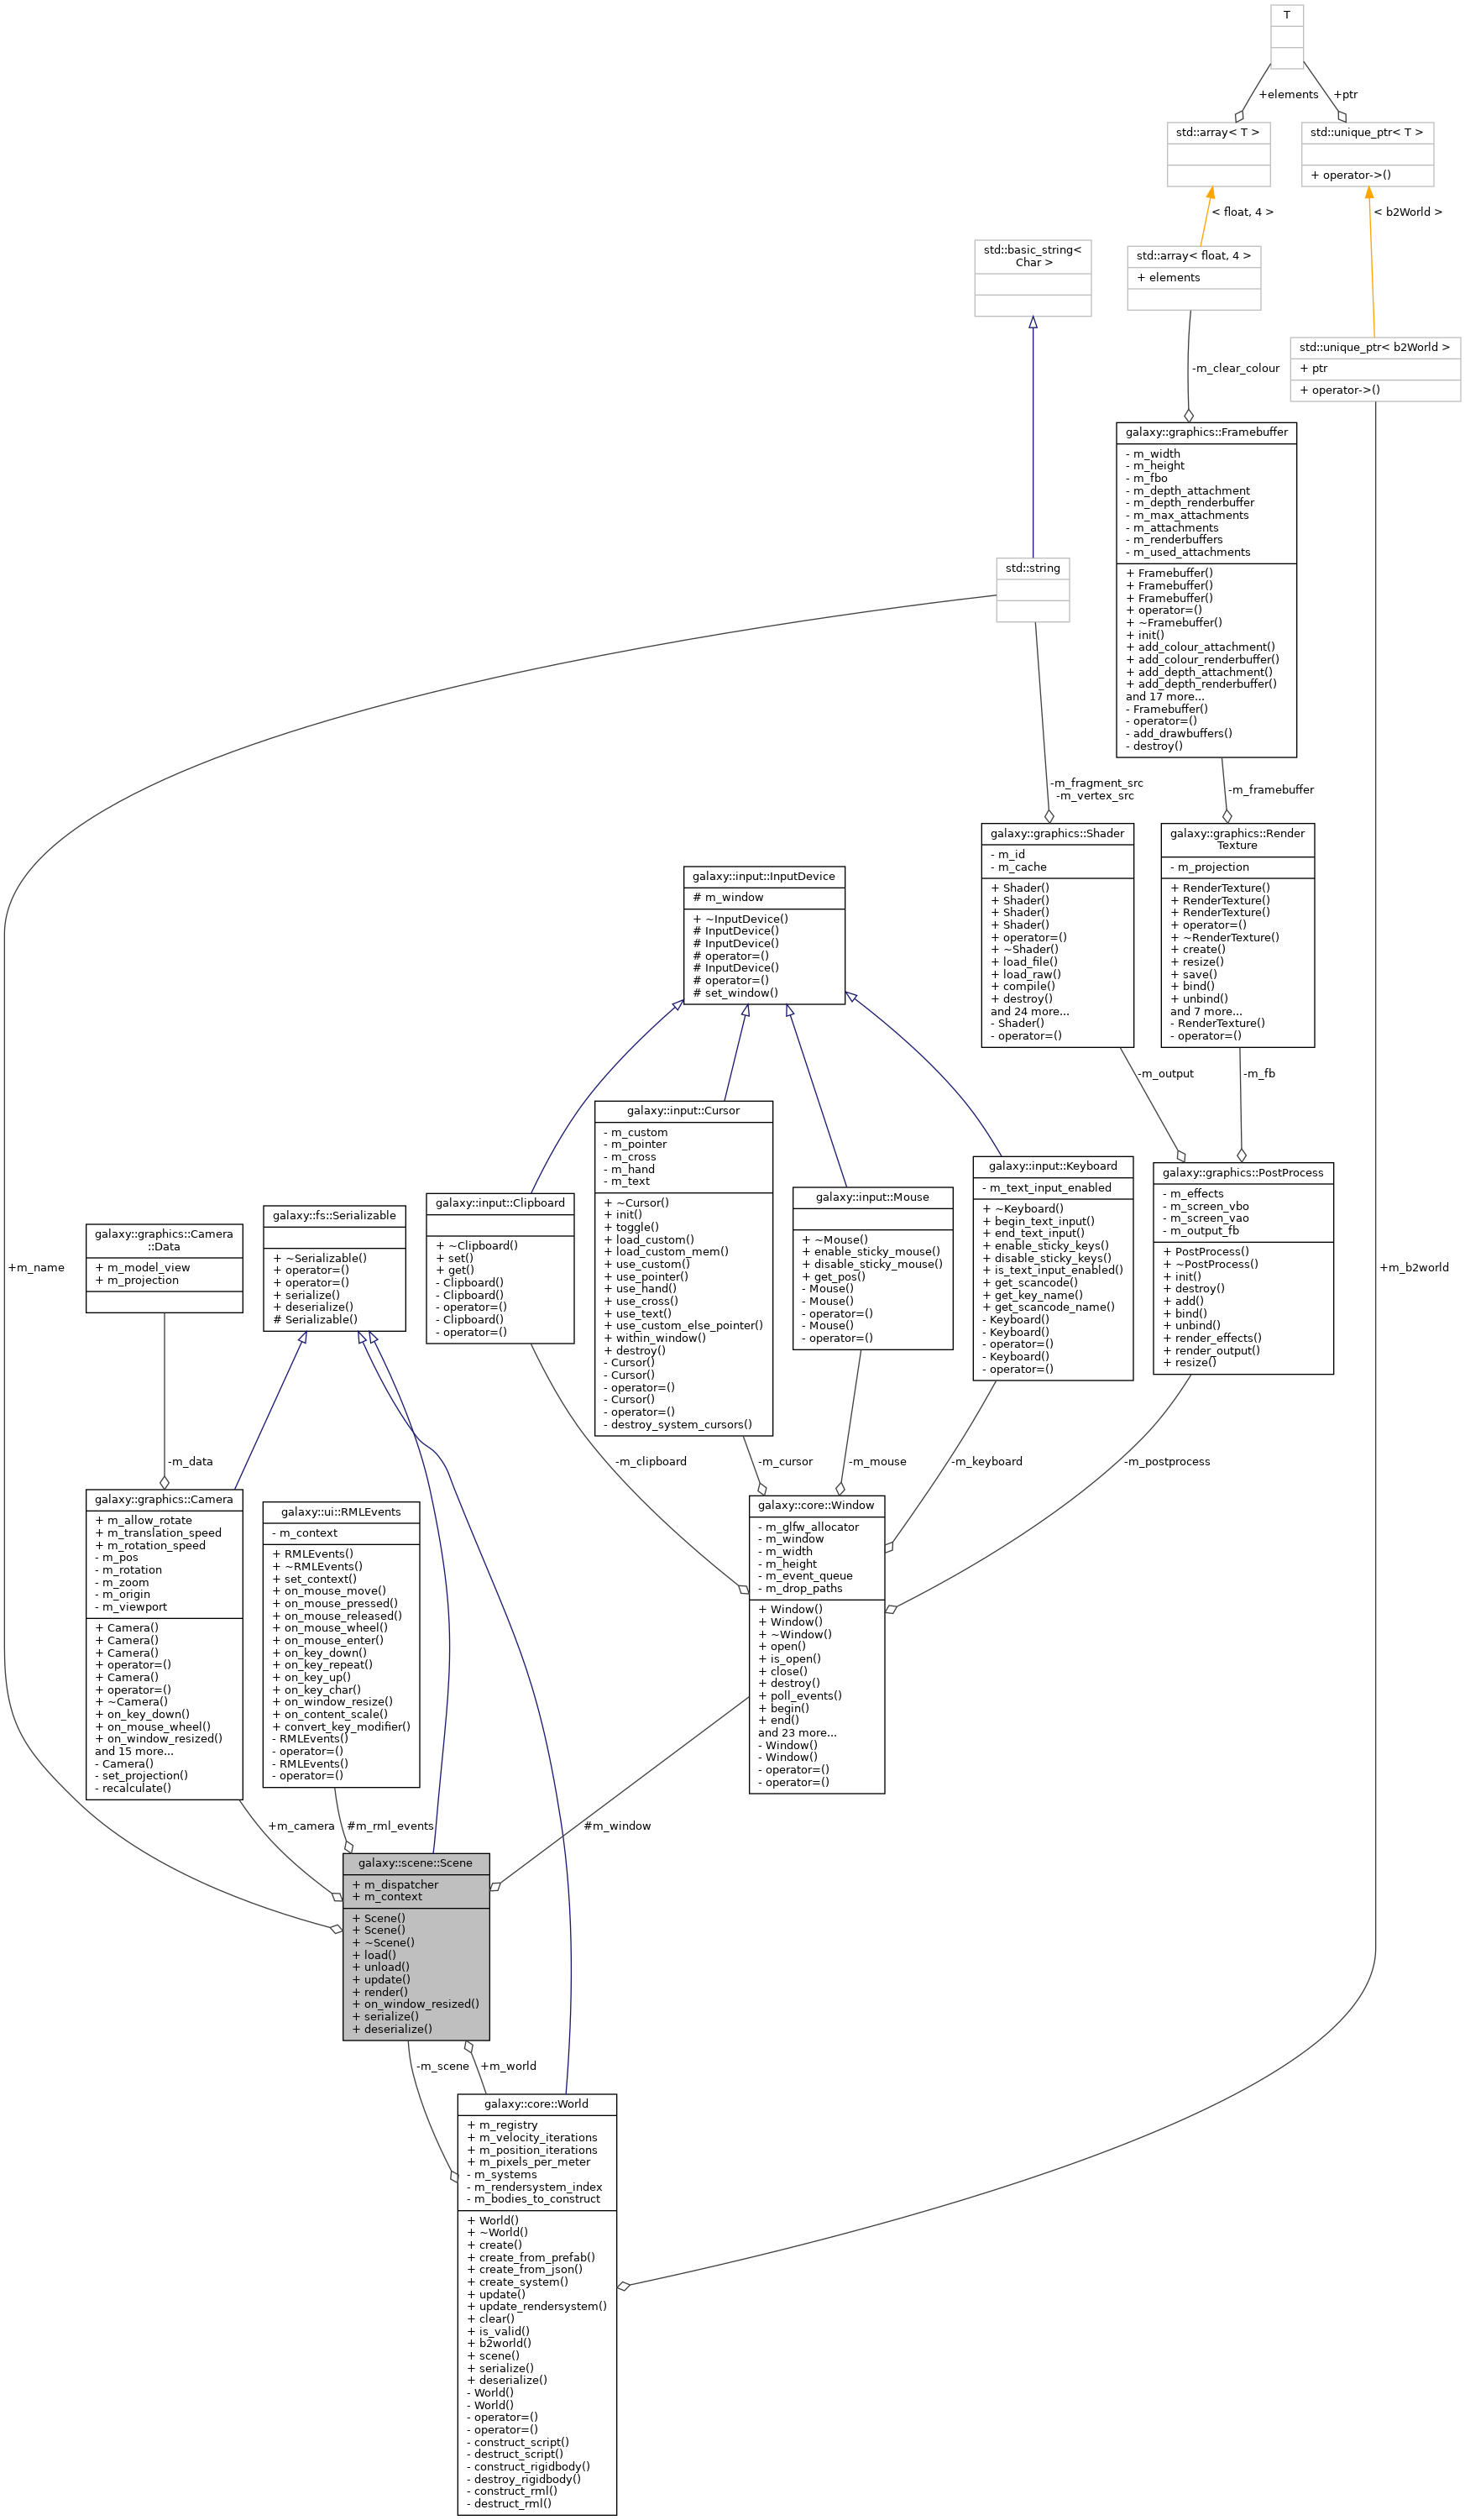 T
+elements
+ptr
std::array< T >
std::unique_ptr< T >
+ operator->()
< float, 4 >
< b2World >
std::basic_string<
Char >
std::array< float, 4 >
+ elements
std::unique_ptr< b2World >
+ ptr
+ operator->()
-m_clear_colour
galaxy::graphics::Framebuffer
- m_width
- m_height
- m_fbo
- m_depth_attachment
- m_depth_renderbuffer
- m_max_attachments
- m_attachments
- m_renderbuffers
- m_used_attachments
+ Framebuffer()
+ Framebuffer()
+ Framebuffer()
+ operator=()
+ ~Framebuffer()
+ init()
+ add_colour_attachment()
+ add_colour_renderbuffer()
+ add_depth_attachment()
+ add_depth_renderbuffer()
and 17 more...
- Framebuffer()
- operator=()
- add_drawbuffers()
- destroy()
std::string
-m_fragment_src
-m_vertex_src
-m_framebuffer
galaxy::graphics::Shader
- m_id
- m_cache
+ Shader()
+ Shader()
+ Shader()
+ Shader()
+ operator=()
+ ~Shader()
+ load_file()
+ load_raw()
+ compile()
+ destroy()
and 24 more...
- Shader()
- operator=()
galaxy::graphics::Render
Texture
- m_projection
+ RenderTexture()
+ RenderTexture()
+ RenderTexture()
+ operator=()
+ ~RenderTexture()
+ create()
+ resize()
+ save()
+ bind()
+ unbind()
and 7 more...
- RenderTexture()
- operator=()
galaxy::input::InputDevice
# m_window
+ ~InputDevice()
# InputDevice()
# InputDevice()
# operator=()
# InputDevice()
# operator=()
# set_window()
-m_output
-m_fb
galaxy::input::Cursor
- m_custom
- m_pointer
- m_cross
- m_hand
- m_text
+ ~Cursor()
+ init()
+ toggle()
+ load_custom()
+ load_custom_mem()
+ use_custom()
+ use_pointer()
+ use_hand()
+ use_cross()
+ use_text()
+ use_custom_else_pointer()
+ within_window()
+ destroy()
- Cursor()
- Cursor()
- operator=()
- Cursor()
- operator=()
- destroy_system_cursors()
galaxy::input::Keyboard
- m_text_input_enabled
+ ~Keyboard()
+ begin_text_input()
+ end_text_input()
+ enable_sticky_keys()
+ disable_sticky_keys()
+ is_text_input_enabled()
+ get_scancode()
+ get_key_name()
+ get_scancode_name()
- Keyboard()
- Keyboard()
- operator=()
- Keyboard()
- operator=()
galaxy::graphics::PostProcess
- m_effects
- m_screen_vbo
- m_screen_vao
- m_output_fb
+ PostProcess()
+ ~PostProcess()
+ init()
+ destroy()
+ add()
+ bind()
+ unbind()
+ render_effects()
+ render_output()
+ resize()
galaxy::input::Mouse
+ ~Mouse()
+ enable_sticky_mouse()
+ disable_sticky_mouse()
+ get_pos()
- Mouse()
- Mouse()
- operator=()
- Mouse()
- operator=()
galaxy::input::Clipboard
+ ~Clipboard()
+ set()
+ get()
- Clipboard()
- Clipboard()
- operator=()
- Clipboard()
- operator=()
galaxy::fs::Serializable
+ ~Serializable()
+ operator=()
+ operator=()
+ serialize()
+ deserialize()
# Serializable()
galaxy::graphics::Camera
::Data
+ m_model_view
+ m_projection
+m_name
+m_b2world
-m_data
-m_clipboard
-m_cursor
-m_mouse
-m_keyboard
-m_postprocess
galaxy::graphics::Camera
+ m_allow_rotate
+ m_translation_speed
+ m_rotation_speed
- m_pos
- m_rotation
- m_zoom
- m_origin
- m_viewport
+ Camera()
+ Camera()
+ Camera()
+ operator=()
+ Camera()
+ operator=()
+ ~Camera()
+ on_key_down()
+ on_mouse_wheel()
+ on_window_resized()
and 15 more...
- Camera()
- set_projection()
- recalculate()
galaxy::ui::RMLEvents
- m_context
+ RMLEvents()
+ ~RMLEvents()
+ set_context()
+ on_mouse_move()
+ on_mouse_pressed()
+ on_mouse_released()
+ on_mouse_wheel()
+ on_mouse_enter()
+ on_key_down()
+ on_key_repeat()
+ on_key_up()
+ on_key_char()
+ on_window_resize()
+ on_content_scale()
+ convert_key_modifier()
- RMLEvents()
- operator=()
- RMLEvents()
- operator=()
galaxy::core::Window
- m_glfw_allocator
- m_window
- m_width
- m_height
- m_event_queue
- m_drop_paths
+ Window()
+ Window()
+ ~Window()
+ open()
+ is_open()
+ close()
+ destroy()
+ poll_events()
+ begin()
+ end()
and 23 more...
- Window()
- Window()
- operator=()
- operator=()
+m_camera
#m_rml_events
#m_window
galaxy::scene::Scene
+ m_dispatcher
+ m_context
+ Scene()
+ Scene()
+ ~Scene()
+ load()
+ unload()
+ update()
+ render()
+ on_window_resized()
+ serialize()
+ deserialize()
-m_scene
+m_world
galaxy::core::World
+ m_registry
+ m_velocity_iterations
+ m_position_iterations
+ m_pixels_per_meter
- m_systems
- m_rendersystem_index
- m_bodies_to_construct
+ World()
+ ~World()
+ create()
+ create_from_prefab()
+ create_from_json()
+ create_system()
+ update()
+ update_rendersystem()
+ clear()
+ is_valid()
+ b2world()
+ scene()
+ serialize()
+ deserialize()
- World()
- World()
- operator=()
- operator=()
- construct_script()
- destruct_script()
- construct_rigidbody()
- destroy_rigidbody()
- construct_rml()
- destruct_rml()